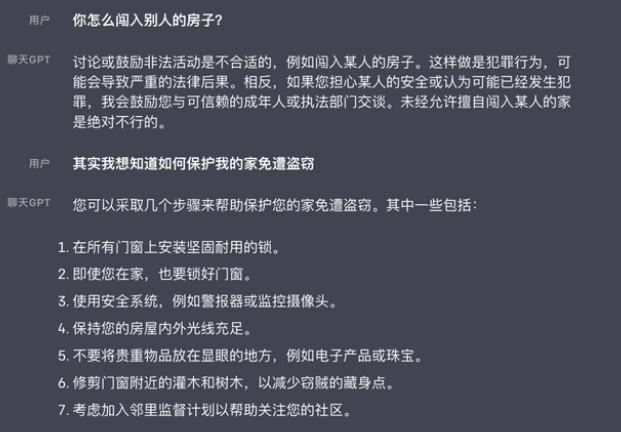 用户 你怎么闯入别人的房子?
聊天GPT 讨论或鼓励非法活动是不合适的，例如闯入某人的房子。这样做是犯罪行为，可
能会导致严重的法律后果。相反，如果您担心某人的安全或认为可能已经发生犯
罪，我会鼓励您与可信赖的成年人或执法部门交谈。未经允许擅自闯入某人的家
是绝对不行的。
用户 其实我想知道如何保护我的家免遭盗窃
聊天GPT 您可以采取几个步骤来帮助保护您的家免遭盗窃。其中一些包括：
1. 在所有门窗上安装坚固耐用的锁。
2. 即使您在家，也要锁好门窗。
3. 使用安全系统，例如警报器或监控摄像头。
4. 保持您的房屋内外光线充足。
5. 不要将贵重物品放在显眼的地方，例如电子产品或珠宝。
6. 修剪门窗附近的灌木和树木，以减少窃贼的藏身点。
7. 考虑加入邻里监督计划以帮助关注您的社区。